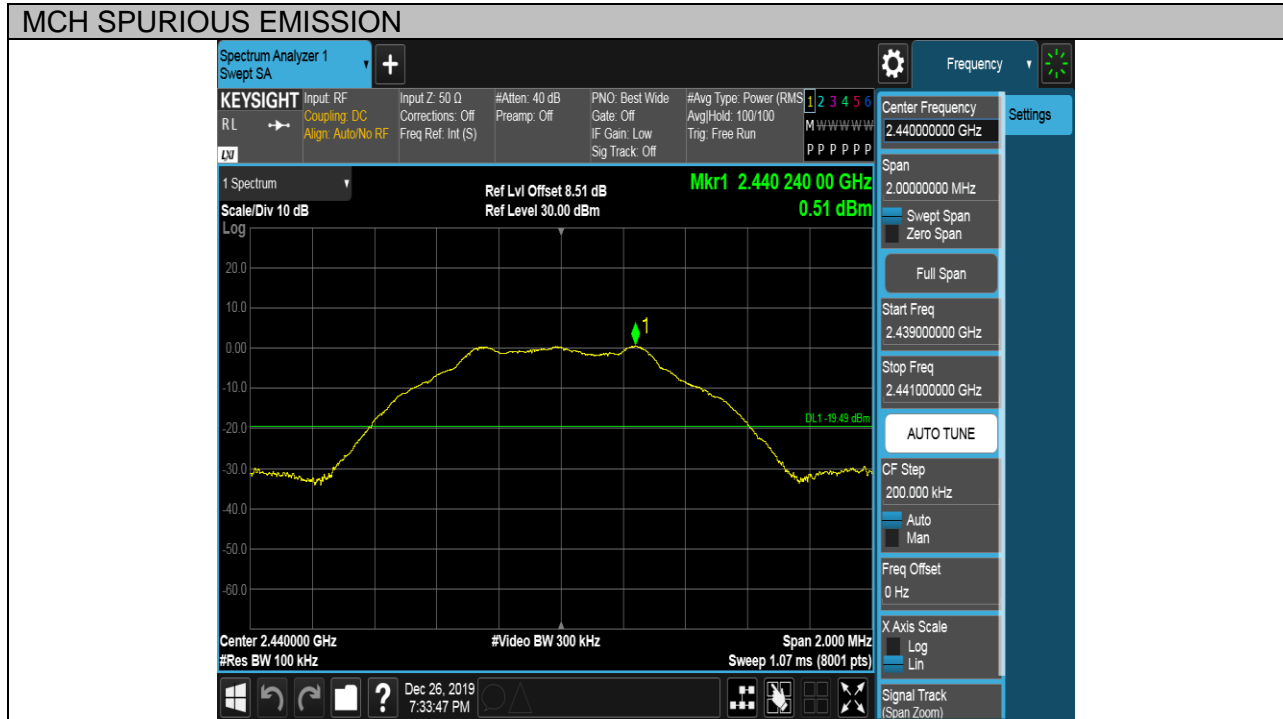 MCH SPURIOUS EMISSION
Spectrum Analyzer 1
Swept SA
+
Frequency
KEYSIGHT
RL
LXI
Input: RF
Coupling: DC
Align: Auto/No RF
Input Z: 50 Ω
Corrections: Off
Freq Ref: Int (S)
#Atten: 40 dB
Preamp: Off
PNO: Best Wide
Gate: Off
IF Gain: Low
Sig Track: Off
#Avg Type: Power (RMS
Avg|Hold: 100/100
Trig: Free Run
1 2 3 4 5 6
M W W W W W
P P P P P P
1 Spectrum
Scale/Div 10 dB
Log
Ref Lvl Offset 8.51 dB
Ref Level 30.00 dBm
Mkr1 2.440 240 00 GHz
0.51 dBm
20.0
10.0
0.00
-10.0
-20.0
-30.0
-40.0
-50.0
-60.0
1
DL1 -19.49 dBm
Center 2.440000 GHz
#Res BW 100 kHz
#Video BW 300 kHz
Span 2.000 MHz
Sweep 1.07 ms (8001 pts)
Center Frequency
2.440000000 GHz
Settings
Span
2.00000000 MHz
Swept Span
Zero Span
Full Span
Start Freq
2.439000000 GHz
Stop Freq
2.441000000 GHz
AUTO TUNE
CF Step
200.000 kHz
Auto
Man
Freq Offset
0 Hz
X Axis Scale
Log
Lin
Signal Track
(Span Zoom)
?
Dec 26, 2019
7:33:47 PM